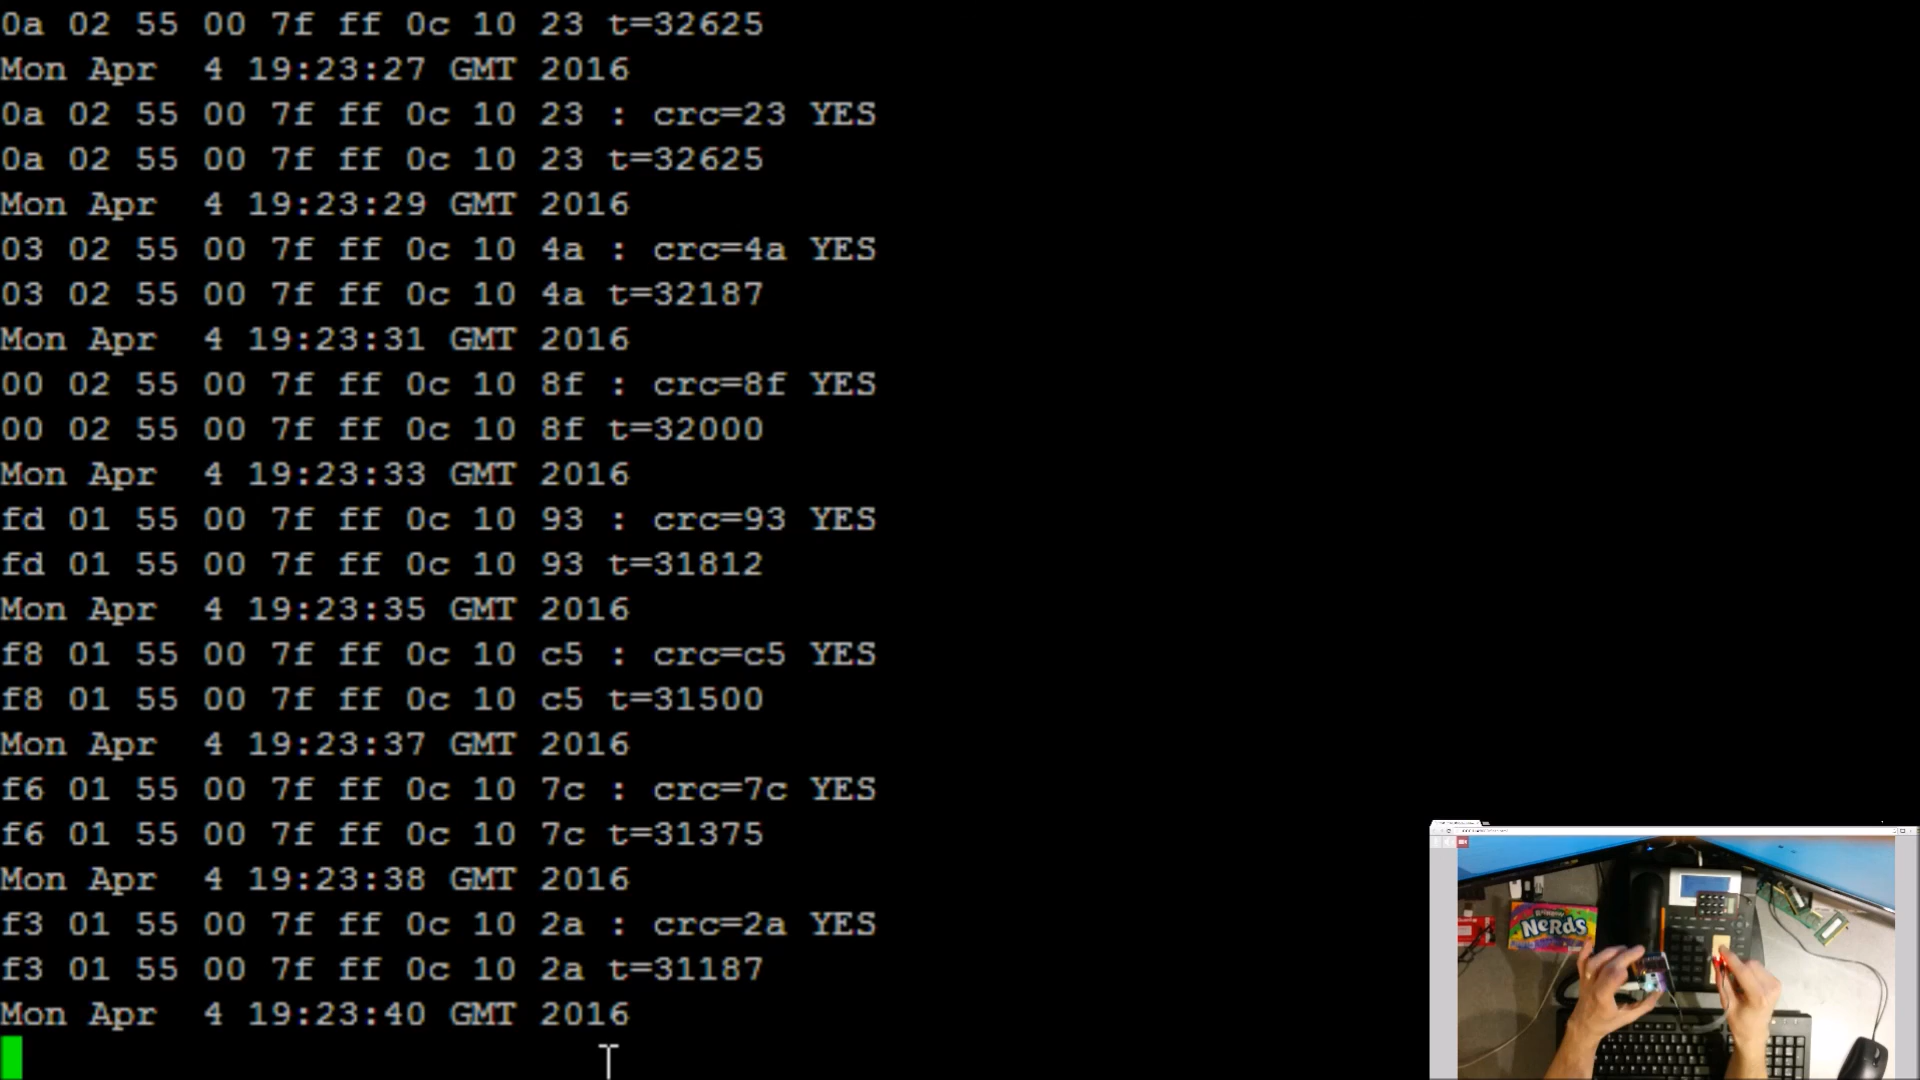 0a 02 55 00 7f ff 0c 10 23 t=32625
Mon Apr  4 19:23:27 GMT 2016
0a 02 55 00 7f ff 0c 10 23 : crc=23 YES
0a 02 55 00 7f ff 0c 10 23 t=32625
Mon Apr  4 19:23:29 GMT 2016
03 02 55 00 7f ff 0c 10 4a : crc=4a YES
03 02 55 00 7f ff 0c 10 4a t=32187
Mon Apr  4 19:23:31 GMT 2016
00 02 55 00 7f ff 0c 10 8f : crc=8f YES
00 02 55 00 7f ff 0c 10 8f t=32000
Mon Apr  4 19:23:33 GMT 2016
fd 01 55 00 7f ff 0c 10 93 : crc=93 YES
fd 01 55 00 7f ff 0c 10 93 t=31812
Mon Apr  4 19:23:35 GMT 2016
f8 01 55 00 7f ff 0c 10 c5 : crc=c5 YES
f8 01 55 00 7f ff 0c 10 c5 t=31500
Mon Apr  4 19:23:37 GMT 2016
f6 01 55 00 7f ff 0c 10 7c : crc=7c YES
f6 01 55 00 7f ff 0c 10 7c t=31375
Mon Apr  4 19:23:38 GMT 2016
f3 01 55 00 7f ff 0c 10 2a : crc=2a YES
f3 01 55 00 7f ff 0c 10 2a t=31187
Mon Apr  4 19:23:40 GMT 2016
Nerds